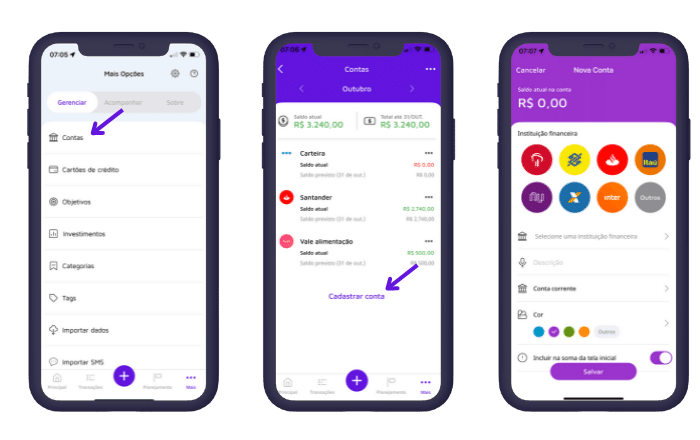 07:05
Mais Opções
Gerenciar Acompanhar Sobre
Contas
Cartões de crédito
Objetivos
Investimentos
Categorias
Tags
Importar dados
Importar SMS
Principal Transações Planejamento Mais
07:06
Contas
Outubro
Saldo atual
R$ 3.240,00
Total até 31/OUT.
R$ 3.240,00
Carteira
Saldo atual R$ 0,00
Saldo previsto (31 de out.) R$ 0,00
Santander
Saldo atual R$ 2.740,00
Saldo previsto (31 de out.) R$ 2.740,00
Vale alimentação
Saldo atual R$ 500,00
Saldo previsto (31 de out.) R$ 500,00
Cadastrar conta
Principal Transações Planejamento Mais
07:07
Cancelar Nova Conta
Saldo atual na conta
R$ 0,00
Instituição financeira
Itaú
nu
inter
Outros
Selecione uma instituição financeira
Descrição
Conta corrente
Cor
Outros
Incluir na soma da tela inicial
Salvar